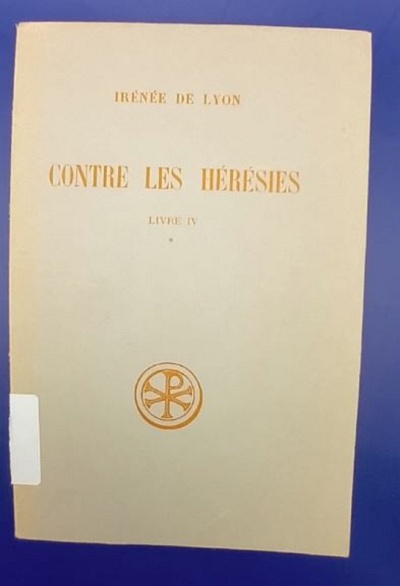 IRÉNÉE DE LYON
CONTRE LES HÉRÉSIES
LIVRE IV
*